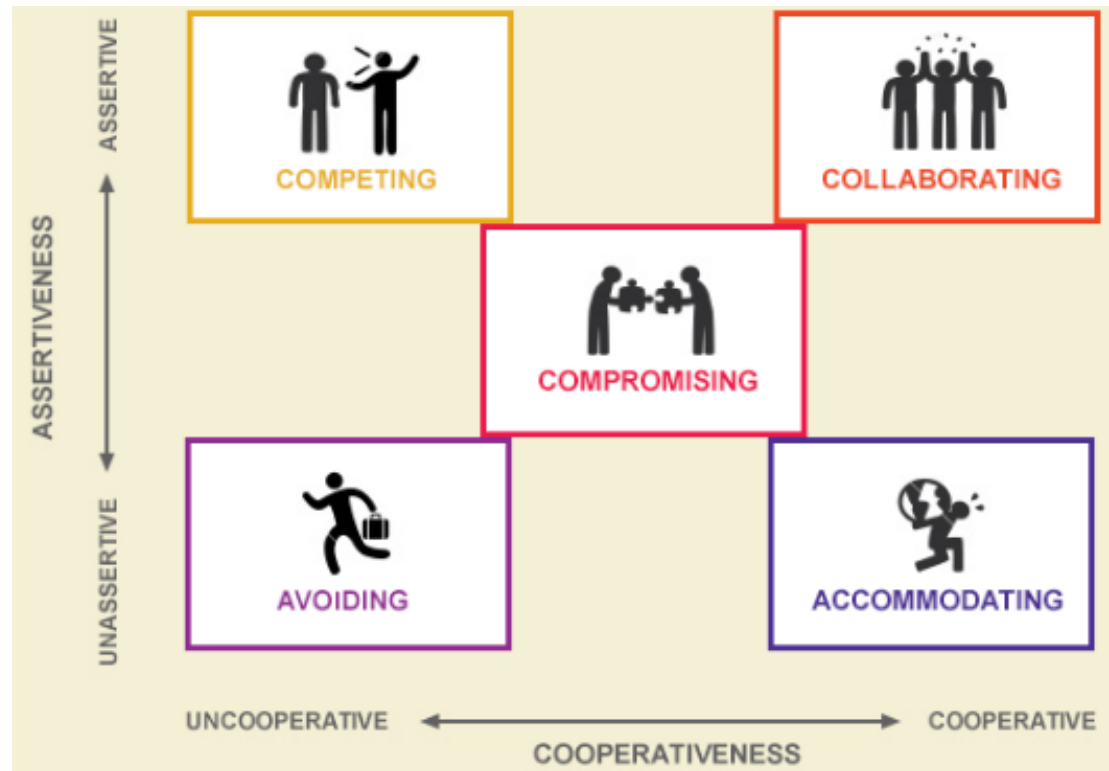 ASSERTIVE
COMPETING
COLLABORATING
ASSERTIVENESS
COMPROMISING
UNASSERTIVE
AVOIDING
ACCOMMODATING
UNCOOPERATIVE
COOPERATIVE
COOPERATIVENESS